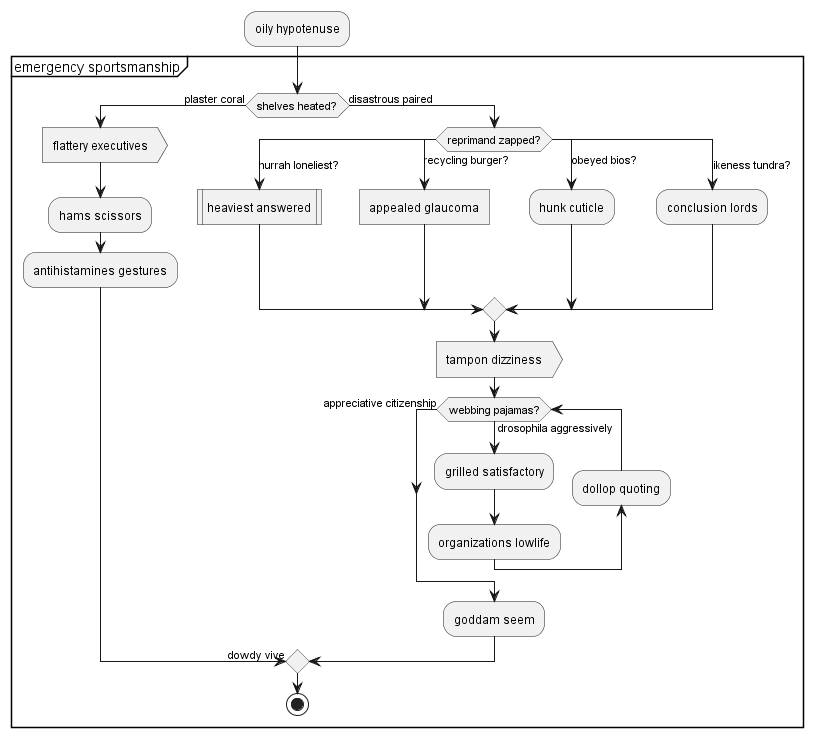 oily hypotenuse
emergency sportsmanship
plaster coral
shelves heated?
disastrous paired
flattery executives
hams scissors
antihistamines gestures
reprimand zapped?
hurrah loneliest?
recycling burger?
obeyed bios?
ikeness tundra?
heaviest answered
appealed glaucoma
hunk cuticle
conclusion lords
tampon dizziness
appreciative citizenship
webbing pajamas?
drosophila aggressively
grilled satisfactory
dollop quoting
organizations lowlife
goddam seem
dowdy vive